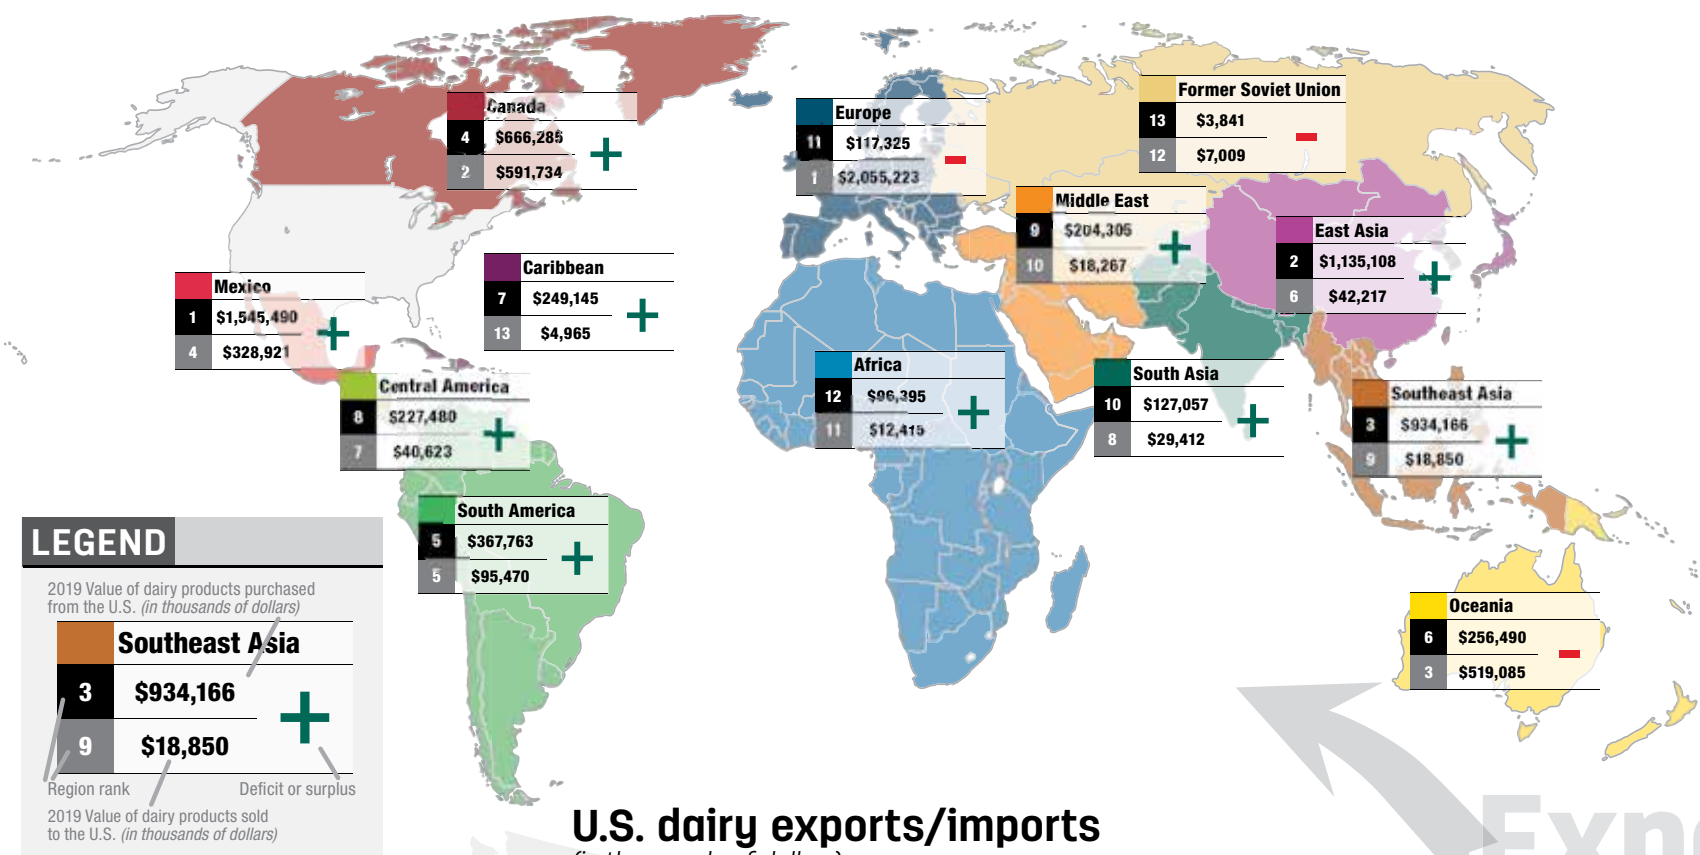 Canada
4 $666,285
2 $591,734
Europe
11 $117,325
1 $2,055,223
Former Soviet Union
13 $3,841
12 $7,009
Middle East
9 $204,305
10 $18,267
East Asia
2 $1,135,108
6 $42,217
Mexico
1 $1,545,490
4 $328,921
Caribbean
7 $249,145
13 $4,965
Central America
8 $227,480
7 $40,623
Africa
12 $96,395
11 $12,415
South Asia
10 $127,057
8 $29,412
Southeast Asia
3 $934,166
9 $18,850
South America
5 $367,763
5 $95,470
Oceania
6 $256,490
3 $519,085
LEGEND
2019 Value of dairy products purchased
from the U.S. (in thousands of dollars)
Southeast Asia
3 $934,166
9 $18,850
Region rank
Deficit or surplus
2019 Value of dairy products sold
to the U.S. (in thousands of dollars)
U.S. dairy exports/imports